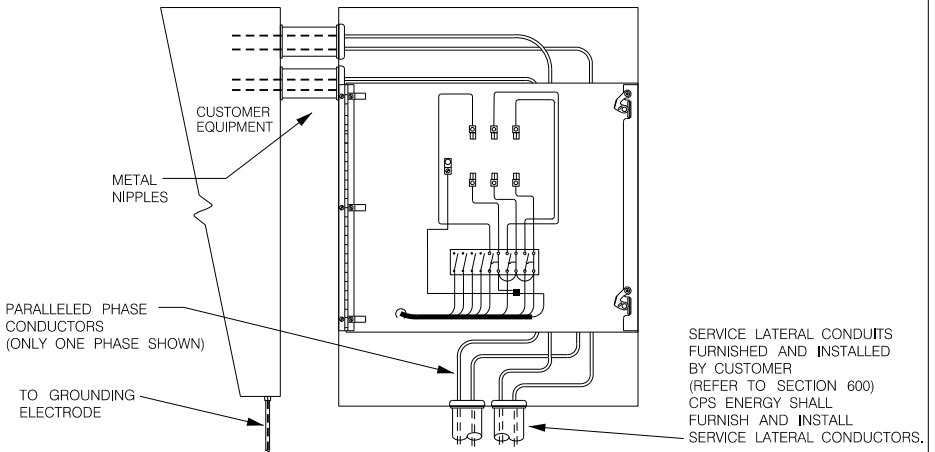 CUSTOMER
EQUIPMENT
METAL
NIPPLES
PARALLELED PHASE
CONDUCTORS
(ONLY ONE PHASE SHOWN)
TO GROUNDING
ELECTRODE
SERVICE LATERAL CONDUITS
FURNISHED AND INSTALLED
BY CUSTOMER
(REFER TO SECTION 600)
CPS ENERGY SHALL
FURNISH AND INSTALL
SERVICE LATERAL CONDUCTORS.